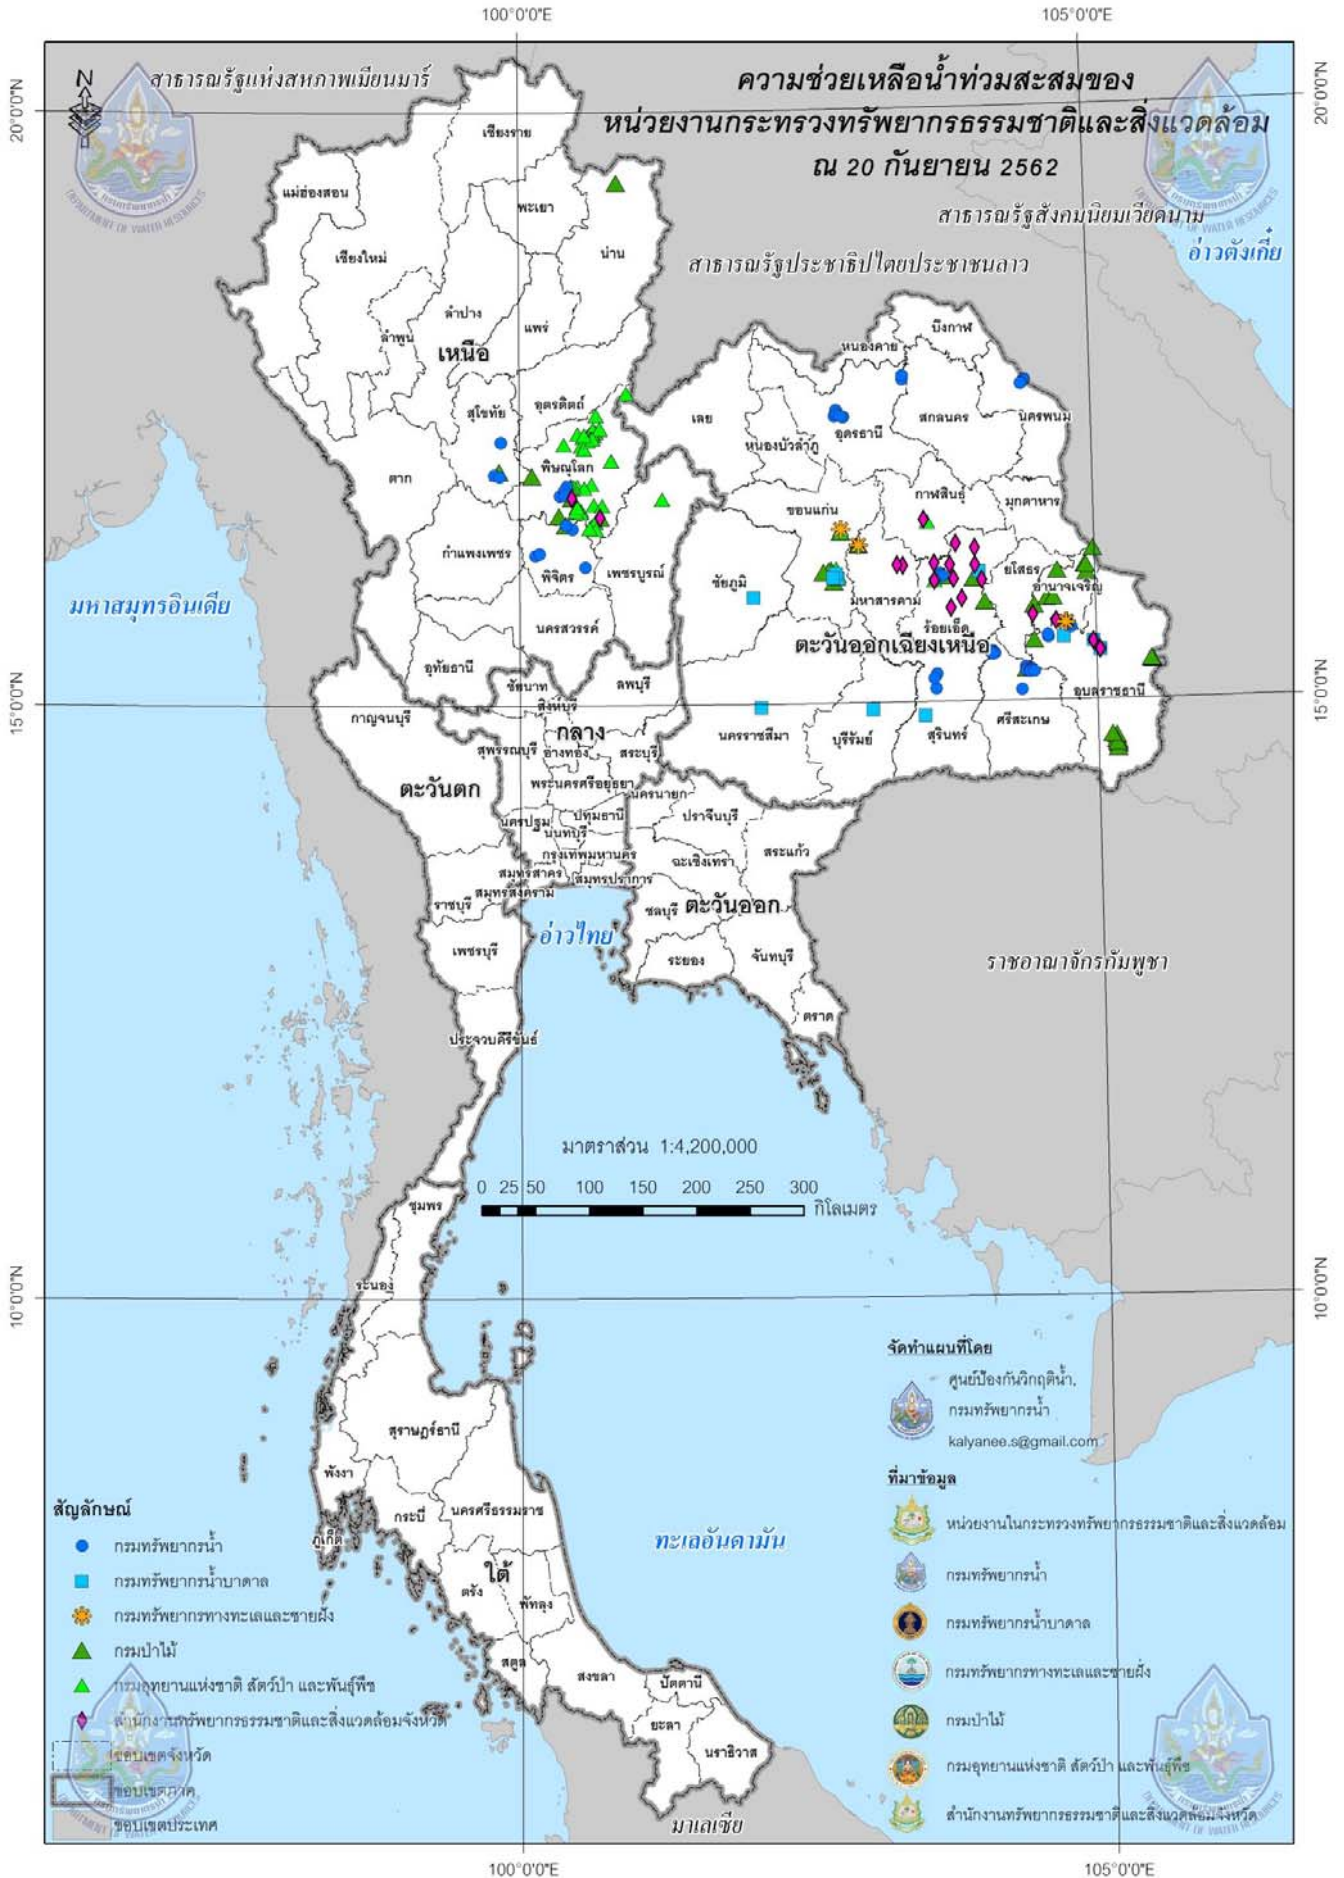 100°0'0"E
105°0'0"E
20°0'0"N
20°0'0"N
15°0'0"N
15°0'0"N
10°0'0"N
10°0'0"N
100°0'0"E
105°0'0"E
N
ความช่วยเหลือน้ำท่วมสะสมของ
หน่วยงานกระทรวงทรัพยากรธรรมชาติและสิ่งแวดล้อม
ณ 20 กันยายน 2562
สาธารณรัฐแห่งสหภาพเมียนมาร์
สาธารณรัฐสังคมนิยมเวียดนาม
อ่าวตังเกี๋ย
สาธารณรัฐประชาธิปไตยประชาชนลาว
DEPARTMENT OF WATER RESOURCES
กรมทรัพยากรน้ำ
เชียงราย
แม่ฮ่องสอน
พะเยา
เชียงใหม่
น่าน
ลำปาง
ลำพูน
แพร่
เหนือ
สุโขทัย
อุตรดิตถ์
ตาก
พิษณุโลก
กำแพงเพชร
พิจิตร
เพชรบูรณ์
นครสวรรค์
อุทัยธานี
บึงกาฬ
หนองคาย
เลย
หนองบัวลำภู
อุดรธานี
สกลนคร
นครพนม
ขอนแก่น
กาฬสินธุ์
มุกดาหาร
ชัยภูมิ
มหาสารคาม
ร้อยเอ็ด
ยโสธร
อำนาจเจริญ
ตะวันออกเฉียงเหนือ
นครราชสีมา
บุรีรัมย์
สุรินทร์
ศรีสะเกษ
อุบลราชธานี
มหาสมุทรอินเดีย
กาญจนบุรี
ชัยนาท
สิงห์บุรี
ลพบุรี
กลาง
สุพรรณบุรี
อ่างทอง
สระบุรี
ตะวันตก
พระนครศรีอยุธยา
นครนายก
นครปฐม
ปทุมธานี
นนทบุรี
กรุงเทพมหานคร
สมุทรสาคร
สมุทรปราการ
สมุทรสงคราม
ราชบุรี
เพชรบุรี
ประจวบคีรีขันธ์
ปราจีนบุรี
ฉะเชิงเทรา
สระแก้ว
ชลบุรี
ตะวันออก
ระยอง
จันทบุรี
ตราด
อ่าวไทย
ราชอาณาจักรกัมพูชา
มาตราส่วน 1:4,200,000
0 25 50 100 150 200 250 300
กิโลเมตร
ชุมพร
ระนอง
สุราษฎร์ธานี
พังงา
กระบี่
นครศรีธรรมราช
ภูเก็ต
ใต้
ตรัง
พัทลุง
สตูล
สงขลา
ปัตตานี
ยะลา
นราธิวาส
มาเลเซีย
ทะเลอันดามัน
สัญลักษณ์
กรมทรัพยากรน้ำ
กรมทรัพยากรน้ำบาดาล
กรมทรัพยากรทางทะเลและชายฝั่ง
กรมป่าไม้
กรมอุทยานแห่งชาติ สัตว์ป่า และพันธุ์พืช
สำนักงานทรัพยากรธรรมชาติและสิ่งแวดล้อมจังหวัด
ขอบเขตจังหวัด
ขอบเขตภาค
ขอบเขตประเทศ
จัดทำแผนที่โดย
ศูนย์ป้องกันวิกฤติน้ำ,
กรมทรัพยากรน้ำ
kalyanee.s@gmail.com
ที่มาข้อมูล
หน่วยงานในกระทรวงทรัพยากรธรรมชาติและสิ่งแวดล้อม
กรมทรัพยากรน้ำ
กรมทรัพยากรน้ำบาดาล
กรมทรัพยากรทางทะเลและชายฝั่ง
กรมป่าไม้
กรมอุทยานแห่งชาติ สัตว์ป่า และพันธุ์พืช
สำนักงานทรัพยากรธรรมชาติและสิ่งแวดล้อมจังหวัด